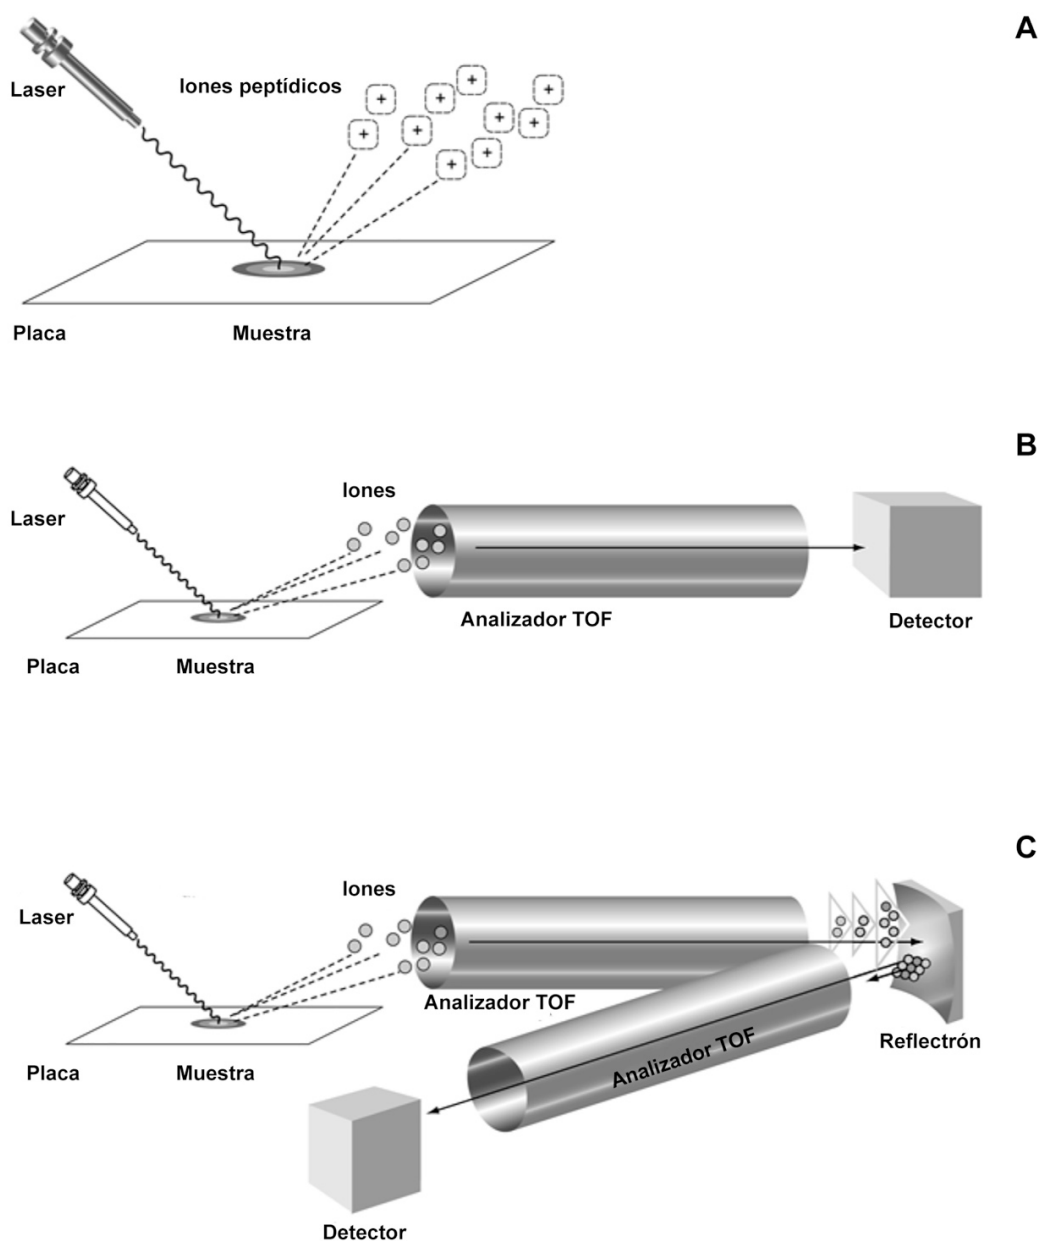 A
Laser
Iones peptídicos
+ + + + + + + + +
Placa
Muestra
B
Iones
Laser
Analizador TOF
Detector
Placa
Muestra
C
Iones
Laser
Analizador TOF
Reflectrón
Analizador TOF
Placa
Muestra
Detector